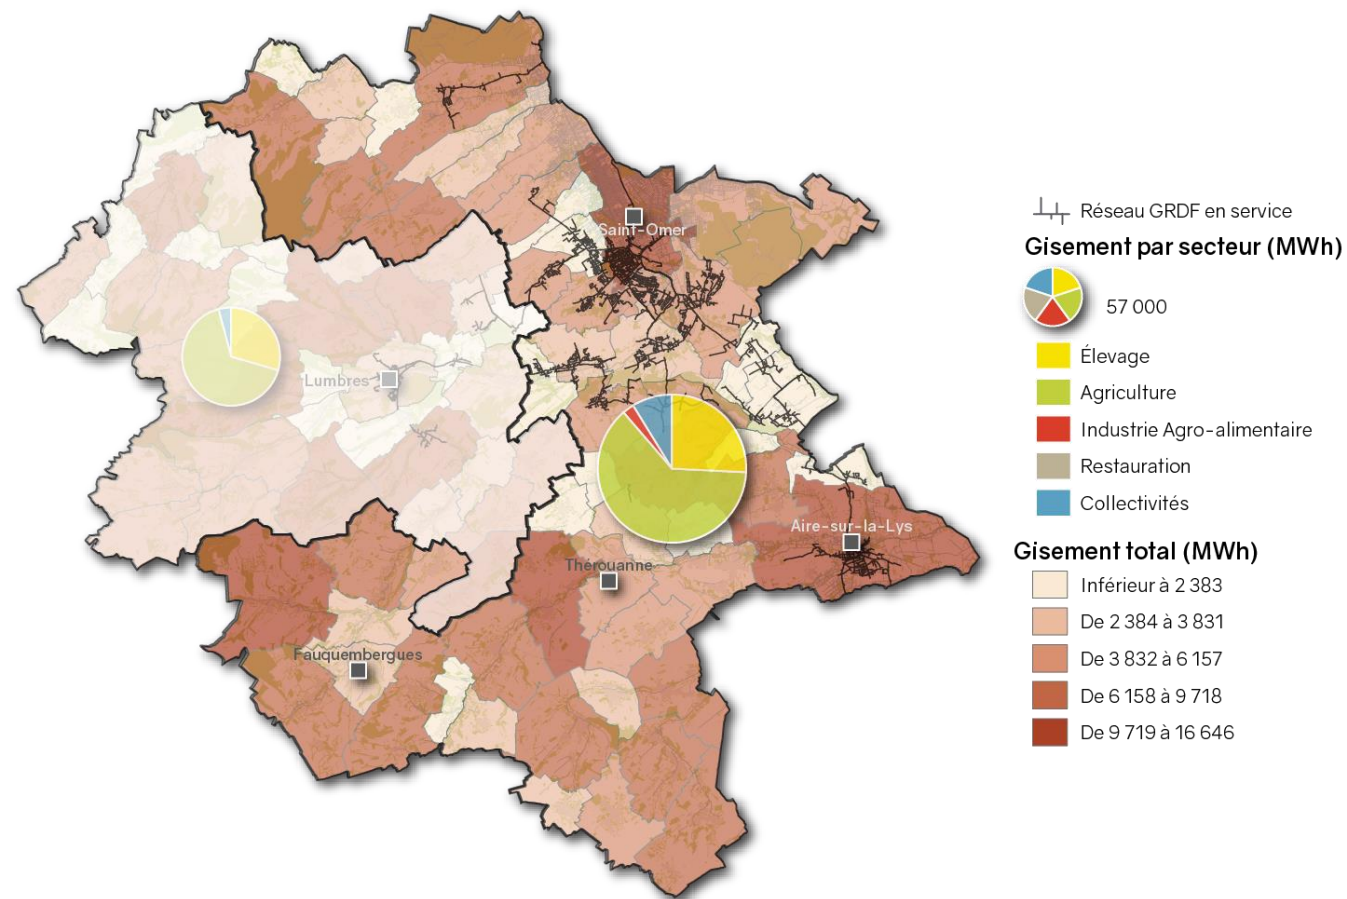 Réseau GRDF en service
Gisement par secteur (MWh)
57 000
Élevage
Agriculture
Industrie Agro-alimentaire
Restauration
Collectivités
Gisement total (MWh)
Inférieur à 2 383
De 2 384 à 3 831
De 3 832 à 6 157
De 6 158 à 9 718
De 9 719 à 16 646
Saint-Omer
Lumbres
Aire-sur-la-Lys
Thérouanne
Fauquembergues